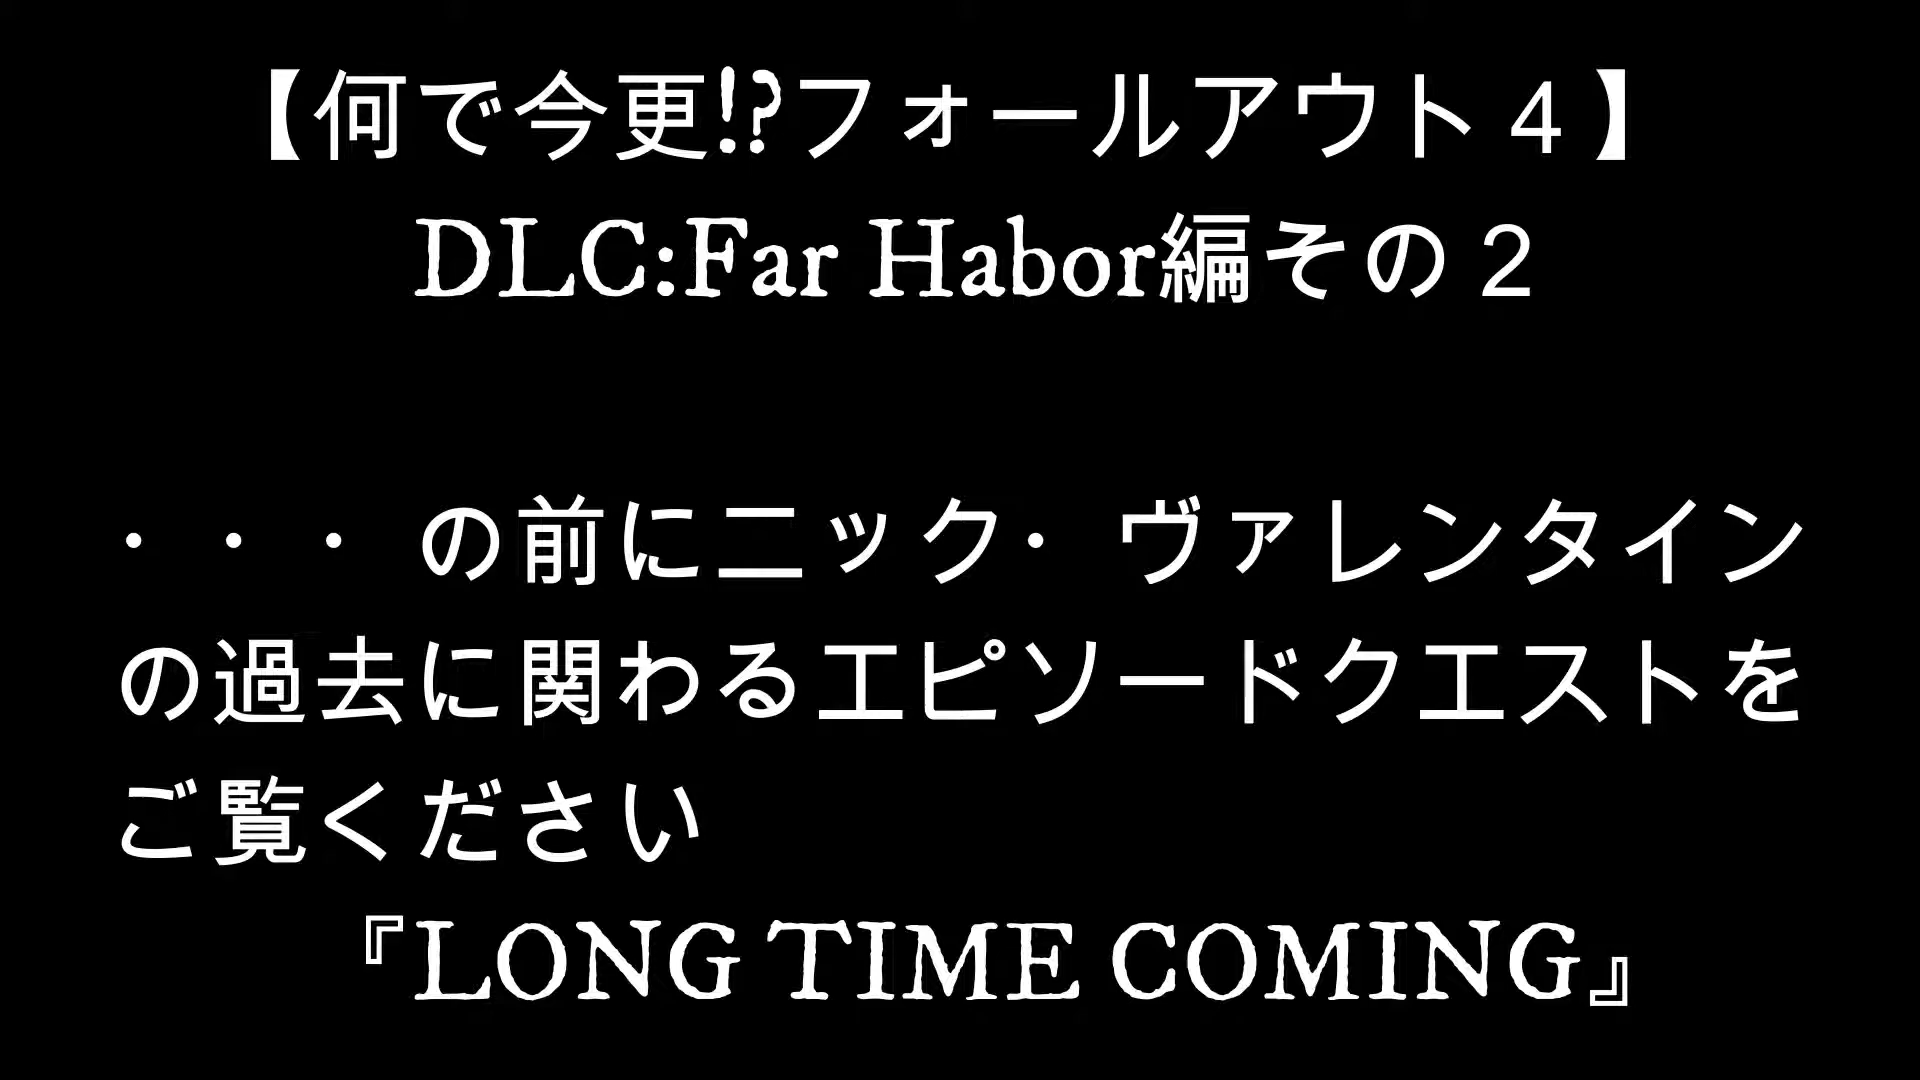 【何で今更!?フォールアウト４】
DLC:Far Habor編その２
・・・の前にニック・ヴァレンタイン
の過去に関わるエピソードクエストを
ご覧ください
『LONG TIME COMING』